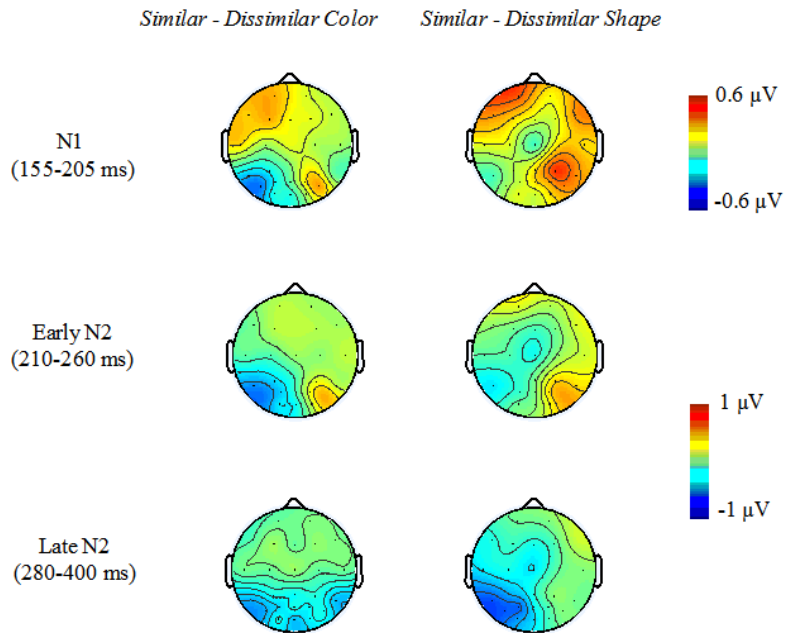 Similar - Dissimilar Color
Similar - Dissimilar Shape
N1
(155-205 ms)
0.6 µV
-0.6 µV
Early N2
(210-260 ms)
1 µV
-1 µV
Late N2
(280-400 ms)